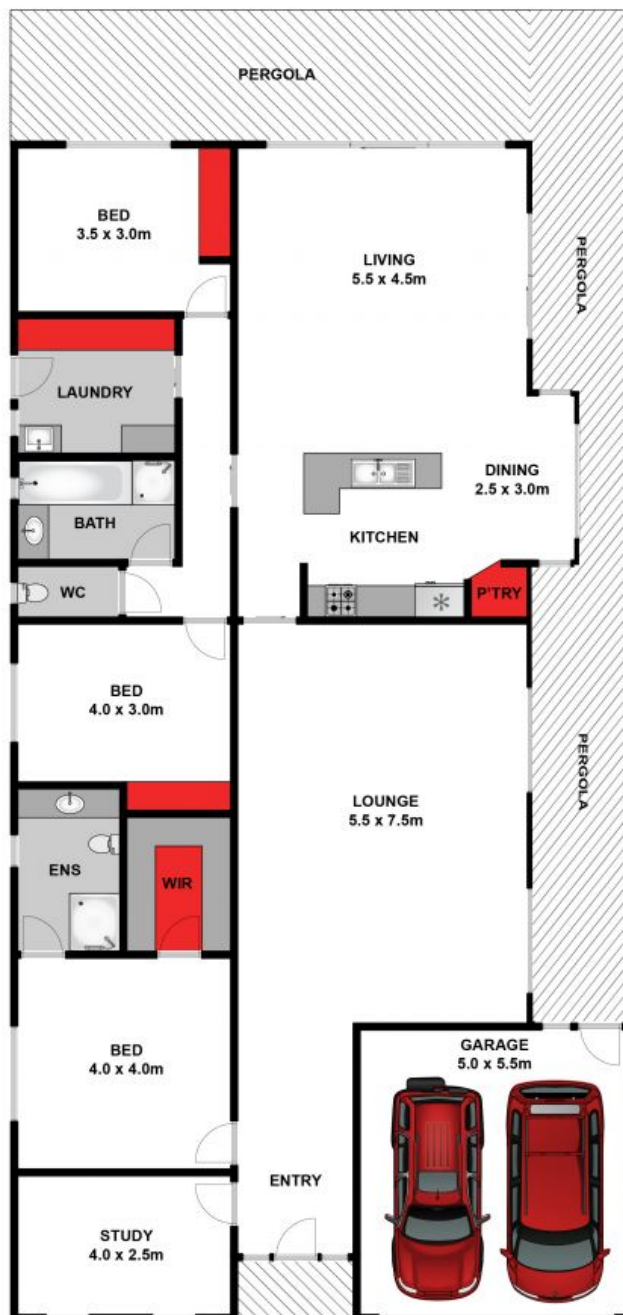 PERGOLA
BED
3.5 x 3.0m
LIVING
5.5 x 4.5m
PERGOLA
LAUNDRY
DINING
2.5 x 3.0m
BATH
KITCHEN
WC
P'TRY
BED
4.0 x 3.0m
PERGOLA
LOUNGE
5.5 x 7.5m
ENS
WIR
BED
4.0 x 4.0m
GARAGE
5.0 x 5.5m
ENTRY
STUDY
4.0 x 2.5m